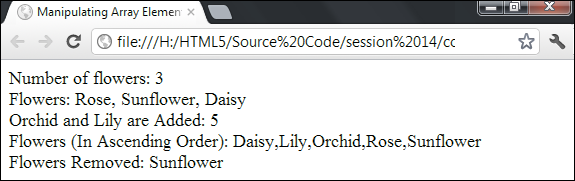 Manipulating Array Elemen
file:///H:/HTML5/Source%20Code/session%2014/cc
Number of flowers: 3
Flowers: Rose, Sunflower, Daisy
Orchid and Lily are Added: 5
Flowers (In Ascending Order): Daisy,Lily,Orchid,Rose,Sunflower
Flowers Removed: Sunflower